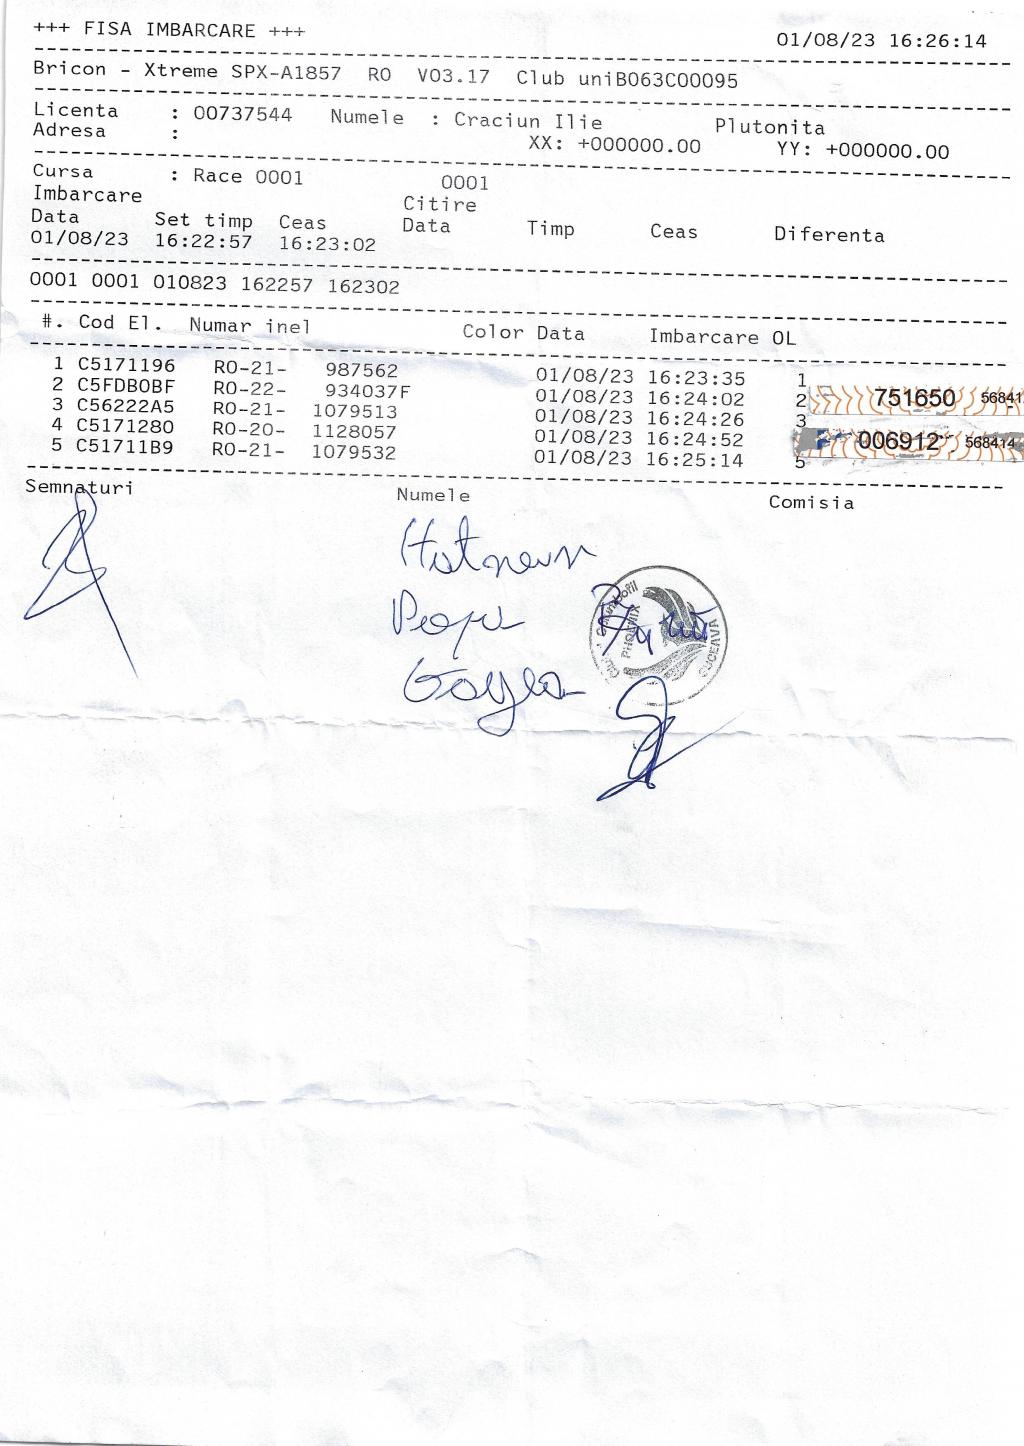 +++ FISA IMBARCARE +++ 01/08/23 16:26:14
Bricon - Xtreme SPX-A1857 RO V03.17 Club uniB063C00095
Licenta : 00737544 Numele : Craciun Ilie Plutonita
Adresa : XX: +000000.00 YY: +000000.00
Cursa : Race 0001 0001
Imbarcare Citire
Data Set timp Ceas Data Timp Ceas Diferenta
01/08/23 16:22:57 16:23:02
0001 0001 010823 162257 162302
#. Cod El. Numar inel Color Data Imbarcare OL
1 C5171196 RO-21- 987562 01/08/23 16:23:35 1
2 C5FDB0BF RO-22- 934037F 01/08/23 16:24:02 2 751650 56841
3 C56222A5 RO-21- 1079513 01/08/23 16:24:26 3
4 C5171280 RO-20- 1128057 01/08/23 16:24:52 006912 568414
5 C51711B9 RO-21- 1079532 01/08/23 16:25:14 5
Semnaturi Numele Comisia
PHOENIX
SUCEAVA